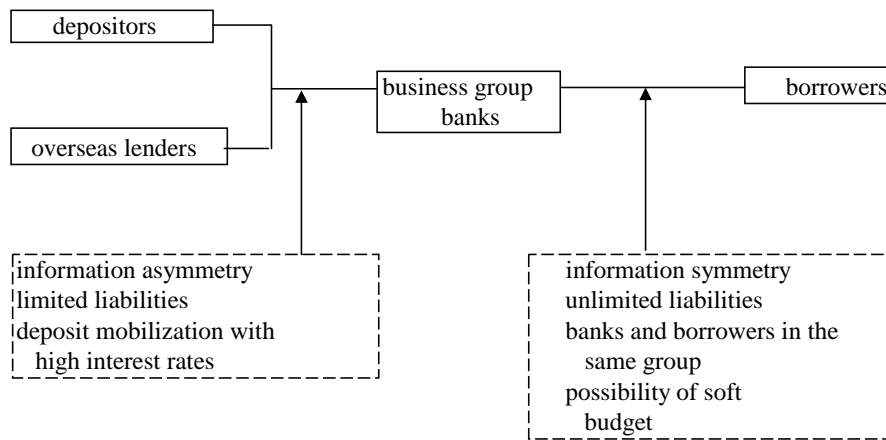 depositors
business group
banks
borrowers
overseas lenders
information asymmetry
limited liabilities
deposit mobilization with
high interest rates
information symmetry
unlimited liabilities
banks and borrowers in the
same group
possibility of soft
budget